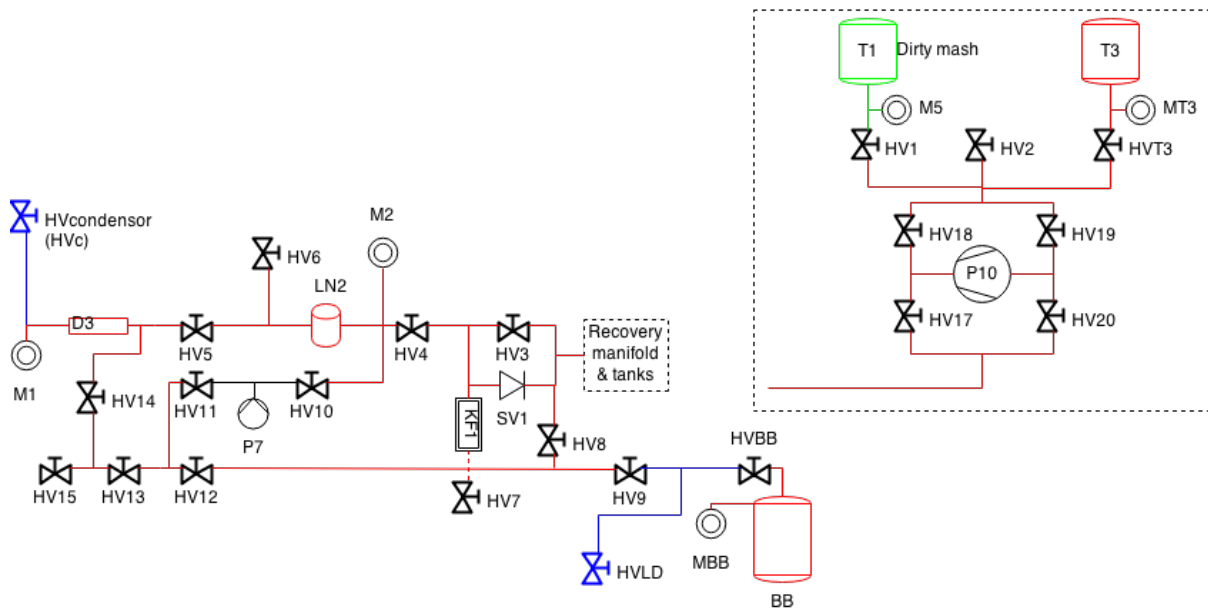 T1
Dirty mash
T3
M5
MT3
HV1
HV2
HVT3
HVcondensor
(HVc)
M2
HV6
HV18
HV19
LN2
P10
D3
HV17
HV20
HV5
HV4
HV3
Recovery
manifold
& tanks
M1
HV14
HV11
HV10
KF1
SV1
P7
HV8
HVBB
HV15
HV13
HV12
HV7
HV9
MBB
HVLD
BB